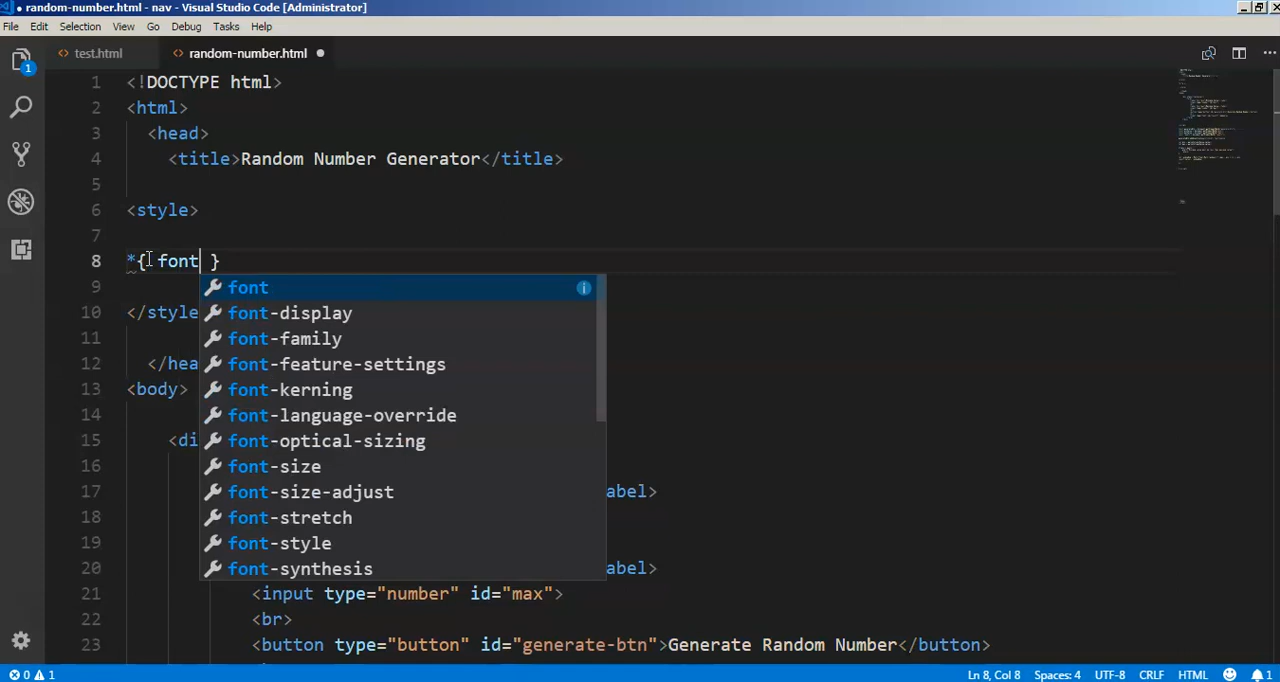 random-number.html - nav - Visual Studio Code [Administrator]
File Edit Selection View Go Debug Tasks Help
test.html random-number.html
1 <!DOCTYPE html>
2 <html>
3 <head>
4 <title>Random Number Generator</title>
5
6 <style>
7
8 *{ font }
9 font
10 </style font-display
11 font-family
12 </hea font-feature-settings
13 <body> font-kerning
14 font-language-override
15 <di font-optical-sizing
16 font-size
17 font-size-adjust abel>
18 font-stretch
19 font-style
20 font-synthesis abel>
21 <input type="number" id="max">
22 <br>
23 <button type="button" id="generate-btn">Generate Random Number</button>
0 1 Ln 8, Col 8 Spaces: 4 UTF-8 CRLF HTML 1